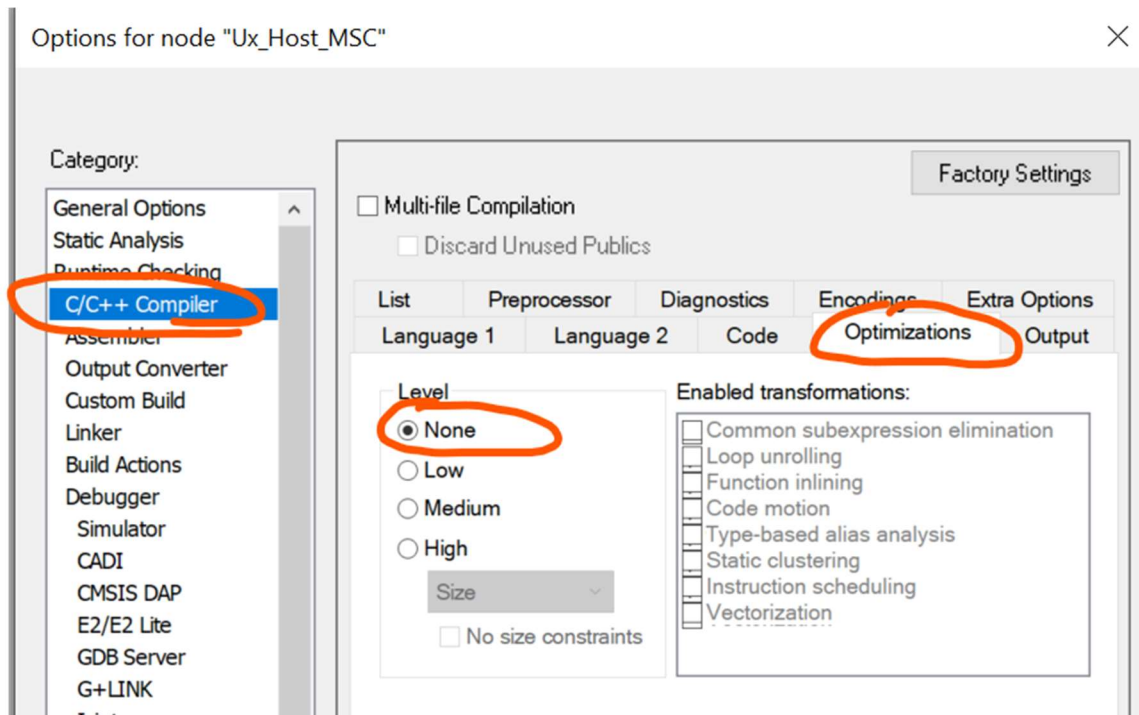 Options for node "Ux_Host_MSC"
Category:
General Options
Static Analysis
Runtime Checking
C/C++ Compiler
Assembler
Output Converter
Custom Build
Linker
Build Actions
Debugger
Simulator
CADI
CMSIS DAP
E2/E2 Lite
GDB Server
G+LINK
Factory Settings
Multi-file Compilation
Discard Unused Publics
List Preprocessor Diagnostics Encodings Extra Options
Language 1 Language 2 Code Optimizations Output
Level
None
Low
Medium
High
Size
No size constraints
Enabled transformations:
Common subexpression elimination
Loop unrolling
Function inlining
Code motion
Type-based alias analysis
Static clustering
Instruction scheduling
Vectorization